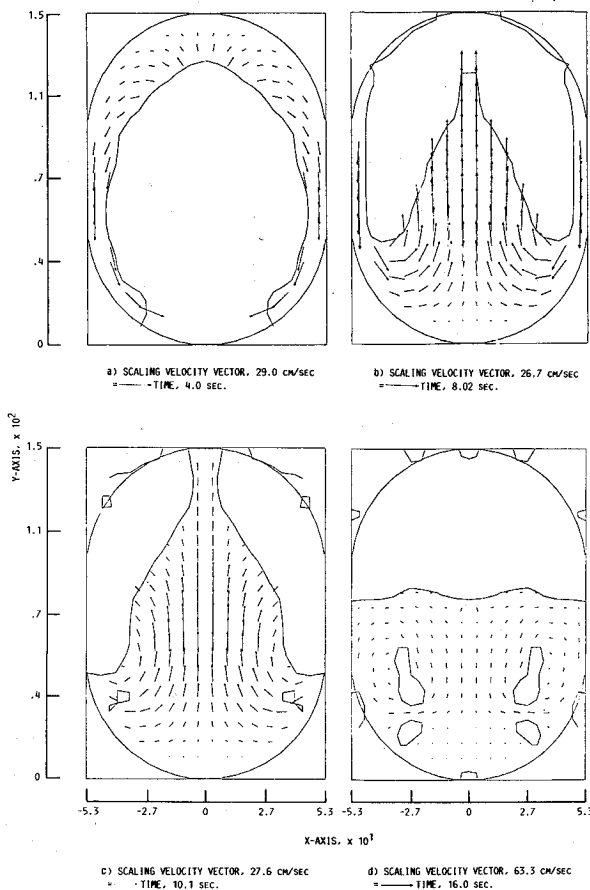 1.5
1.1
.7
.4
0
a) SCALING VELOCITY VECTOR, 29.0 CM/SEC
= TIME, 4.0 SEC.
b) SCALING VELOCITY VECTOR, 26.7 CM/SEC
= TIME, 8.02 SEC.
Y-AXIS, x 10²
1.5
1.1
.7
.4
0
-5.3 -2.7 0 2.7 5.3
-5.3 -2.7 0 2.7 5.3
X-AXIS, x 10¹
c) SCALING VELOCITY VECTOR, 27.6 CM/SEC
= TIME, 10.1 SEC.
d) SCALING VELOCITY VECTOR, 63.3 CM/SEC
= TIME, 16.0 SEC.